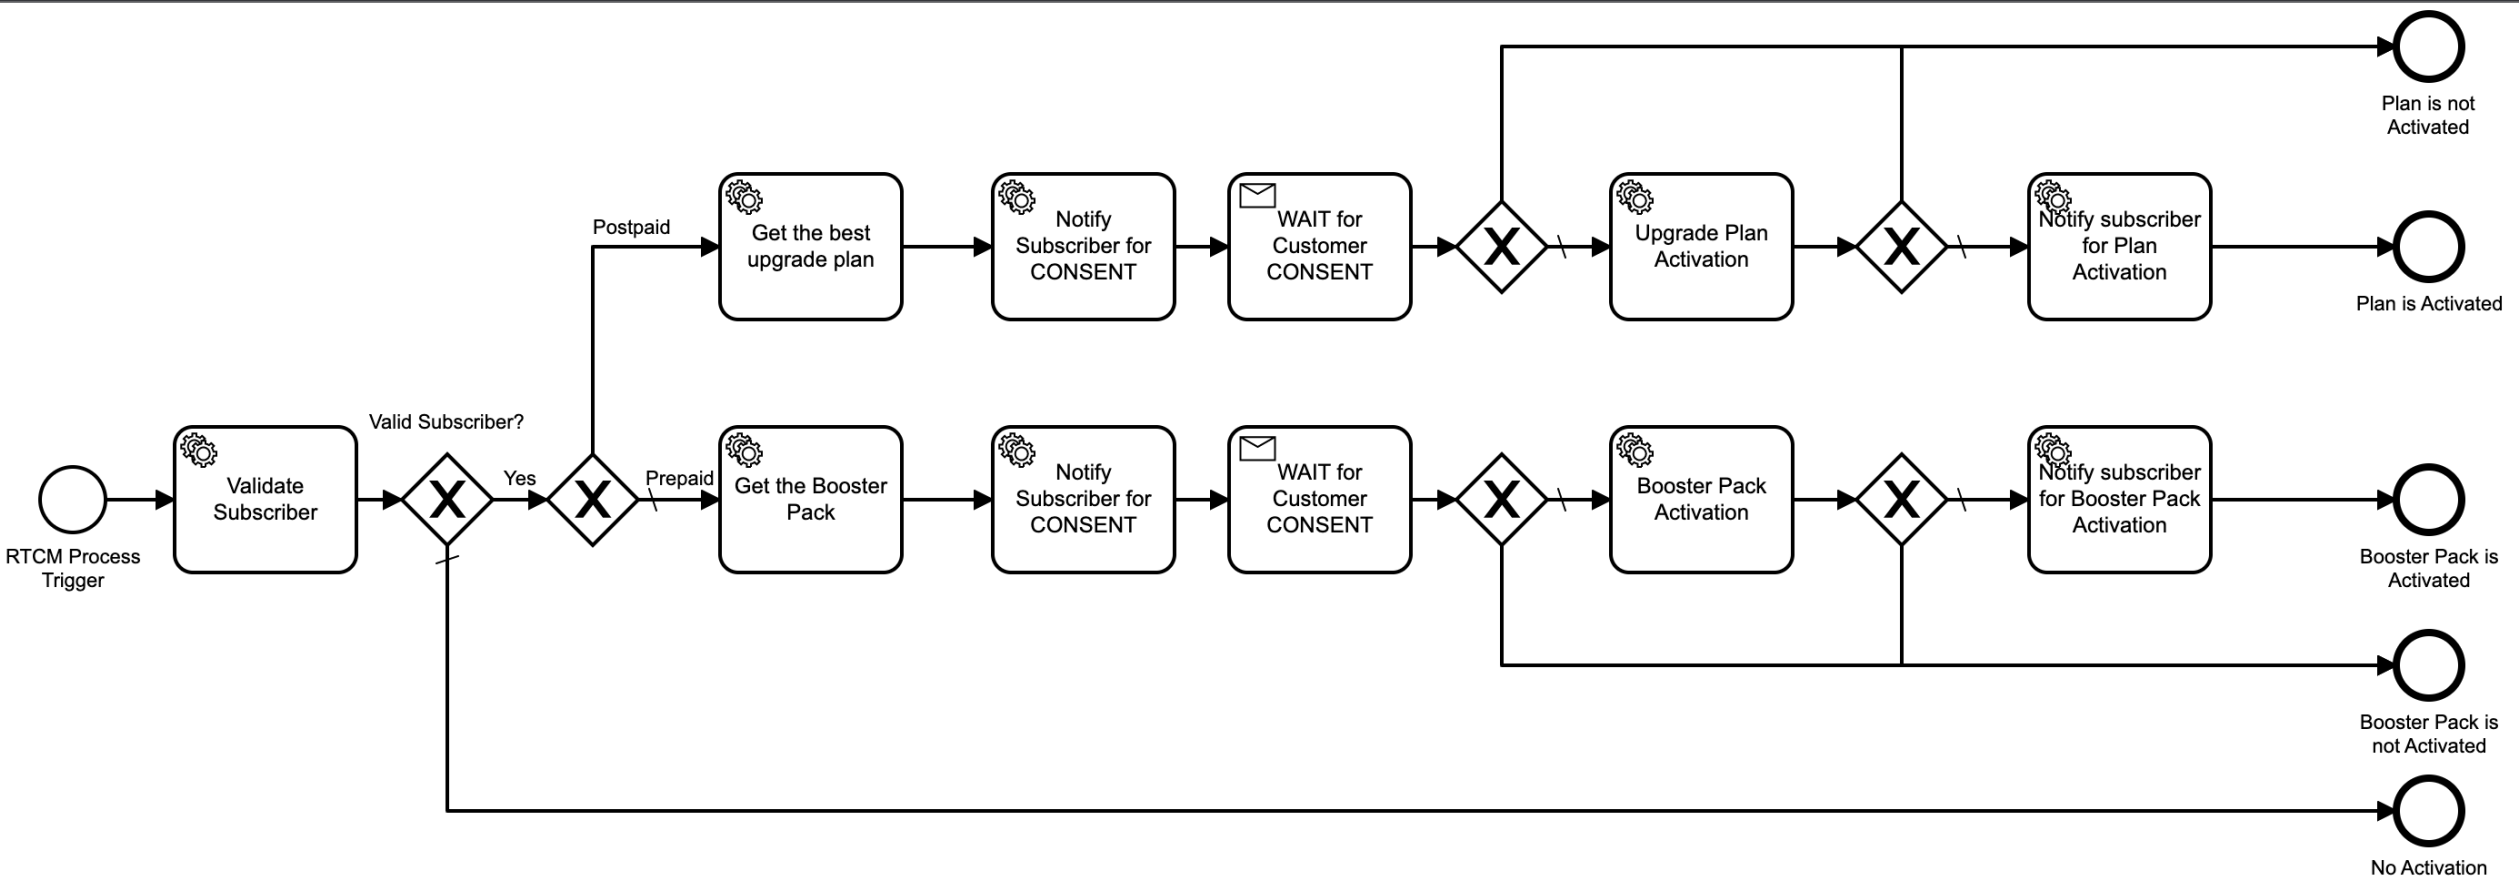 Plan is not
Activated
Postpaid
Get the best
upgrade plan
Notify
Subscriber for
CONSENT
WAIT for
Customer
CONSENT
X
Upgrade Plan
Activation
X
Notify subscriber
for Plan
Activation
Plan is Activated
RTCM Process
Trigger
Validate
Subscriber
Valid Subscriber?
X
Yes
X
Prepaid
Get the Booster
Pack
Notify
Subscriber for
CONSENT
WAIT for
Customer
CONSENT
X
Booster Pack
Activation
X
Notify subscriber
for Booster Pack
Activation
Booster Pack is
Activated
Booster Pack is
not Activated
No Activation